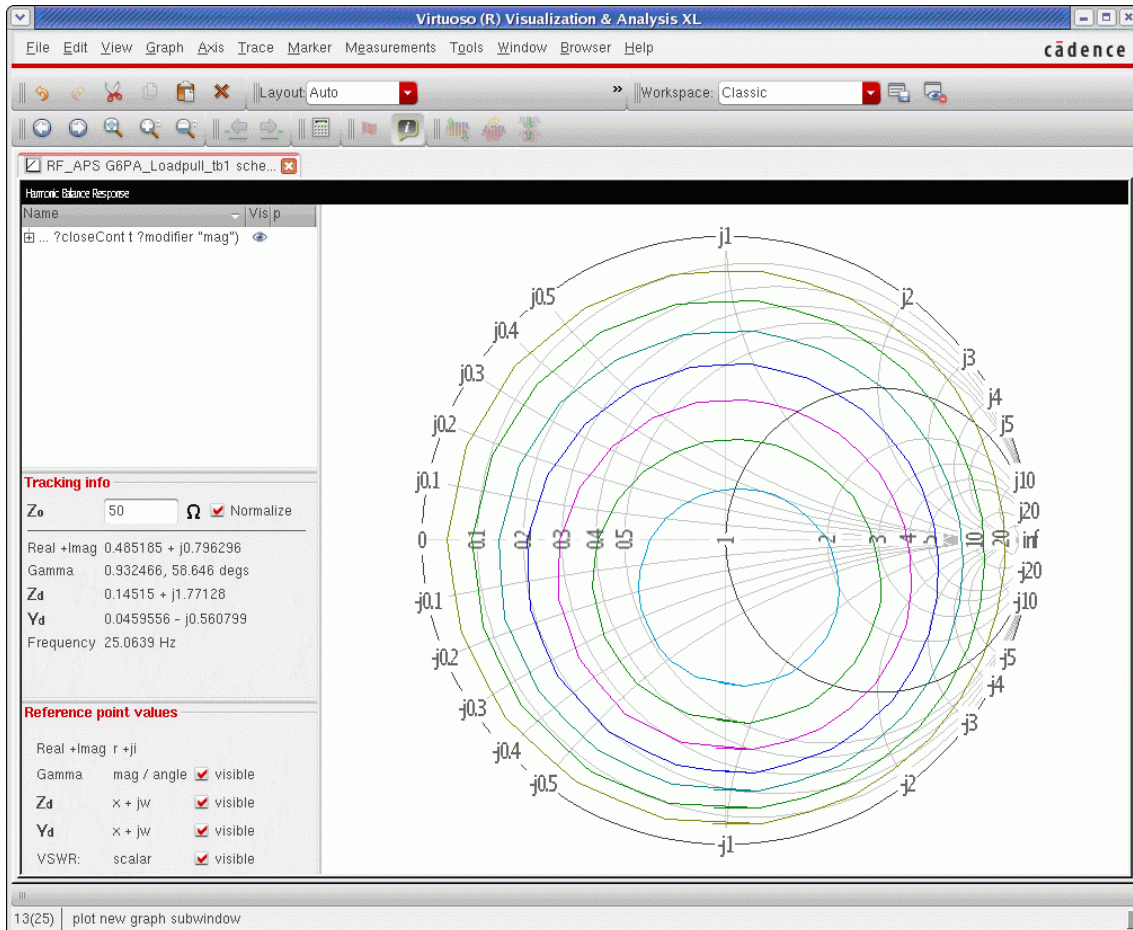 Virtuoso (R) Visualization & Analysis XL
File Edit View Graph Axis Trace Marker Measurements Tools Window Browser Help
cādence
Layout: Auto » Workspace: Classic
RF_APS G6PA_Loadpull_tb1 sche...
Harmonic Balance Response
Name Vis p
... ?closeCont t ?modifier "mag")
Tracking info
Zo 50 Ω Normalize
Real +Imag 0.485185 + j0.796296
Gamma 0.932466, 58.646 degs
Zd 0.14515 + j1.77128
Yd 0.0459556 - j0.560799
Frequency 25.0639 Hz
Reference point values
Real +Imag r +ji
Gamma mag / angle visible
Zd x + jw visible
Yd x + jw visible
VSWR: scalar visible
j1
j0.5 j2
j0.4
j0.3 j3
j4
j0.2 j5
j0.1 j10
j20
0 0.1 0.2 0.3 0.4 0.5 1 2 3 4 5 10 20 inf
-j20
-j0.1 -j10
-j0.2 -j5
-j4
-j0.3 -j3
-j0.4
-j0.5 -j2
-j1
13(25) plot new graph subwindow